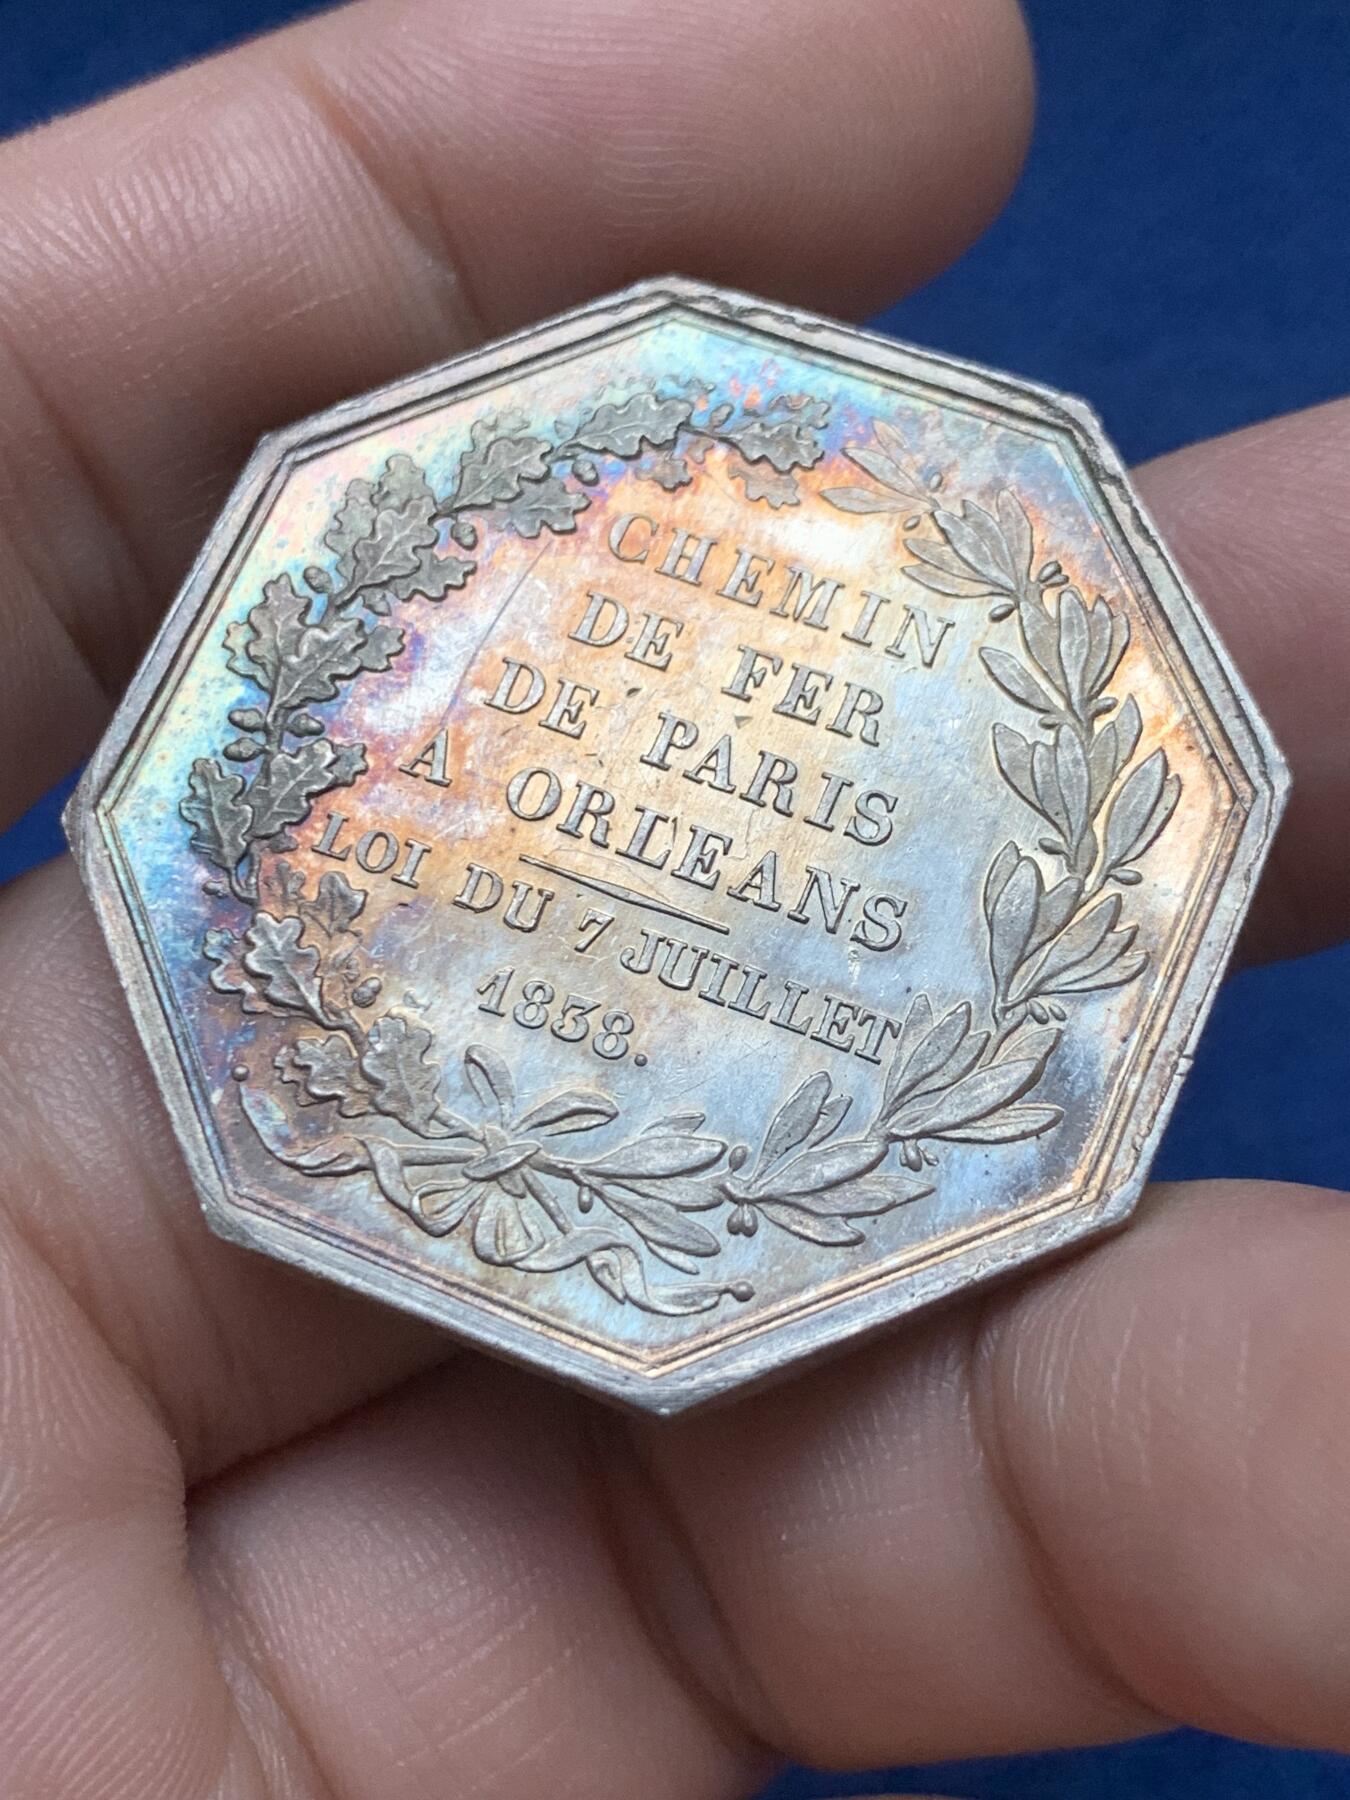 CHEMIN
DE FER
DE PARIS
A ORLEANS
LOI DU 7 JUILLET
1838.